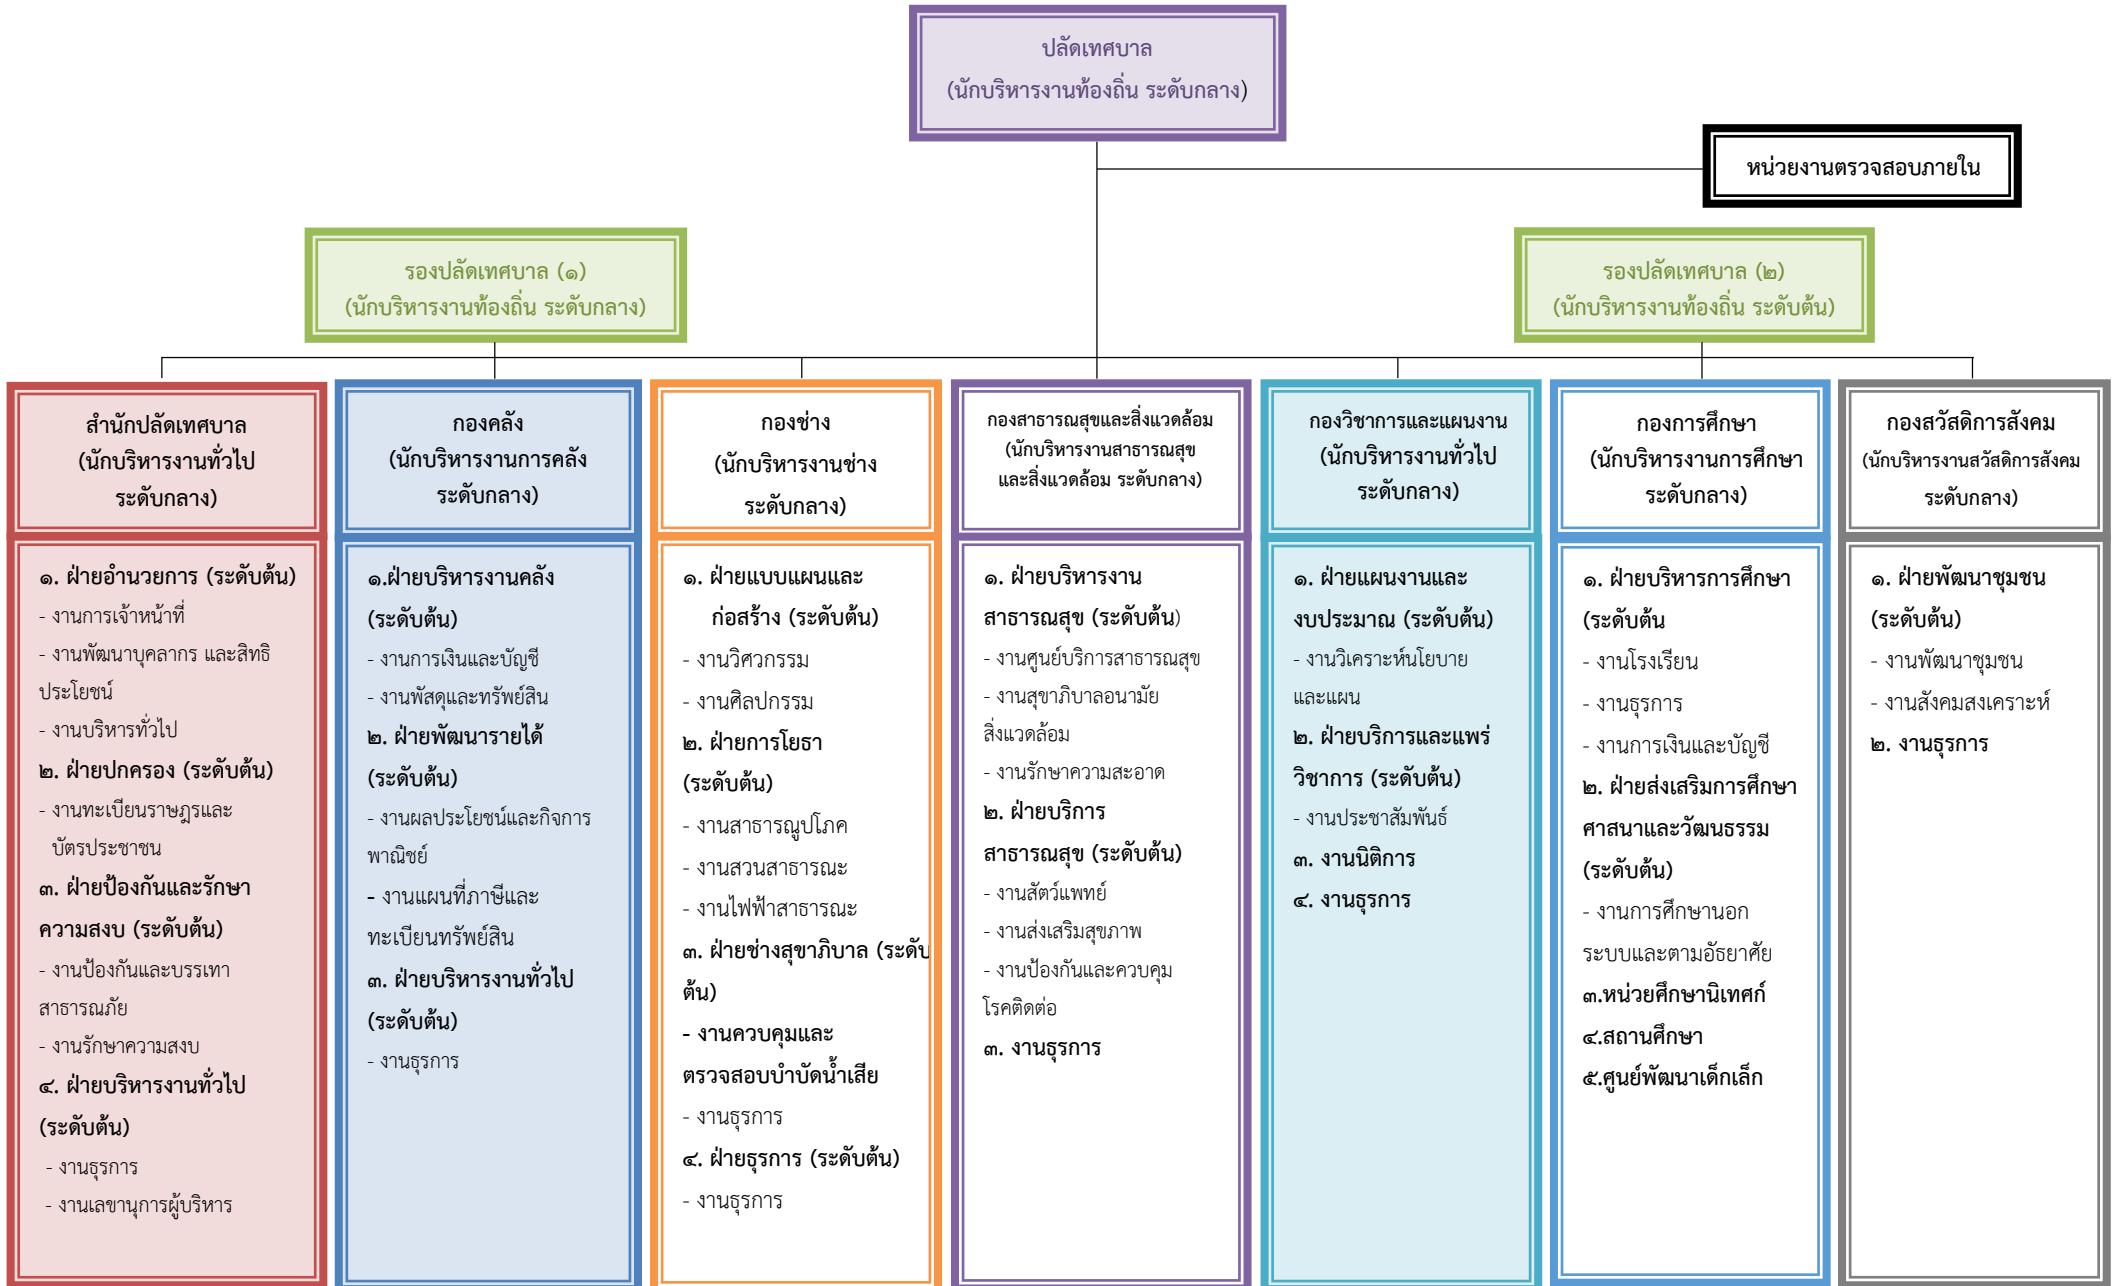 ปลัดเทศบาล
(นักบริหารงานท้องถิ่น ระดับกลาง)
หน่วยงานตรวจสอบภายใน
รองปลัดเทศบาล (๑)
(นักบริหารงานท้องถิ่น ระดับกลาง)
รองปลัดเทศบาล (๒)
(นักบริหารงานท้องถิ่น ระดับต้น)
สำนักปลัดเทศบาล
(นักบริหารงานทั่วไป
ระดับกลาง)
กองคลัง
(นักบริหารงานการคลัง
ระดับกลาง)
กองช่าง
(นักบริหารงานช่าง
ระดับกลาง)
กองสาธารณสุขและสิ่งแวดล้อม
(นักบริหารงานสาธารณสุข
และสิ่งแวดล้อม ระดับกลาง)
กองวิชาการและแผนงาน
(นักบริหารงานทั่วไป
ระดับกลาง)
กองการศึกษา
(นักบริหารงานการศึกษา
ระดับกลาง)
กองสวัสดิการสังคม
(นักบริหารงานสวัสดิการสังคม
ระดับกลาง)
๑. ฝ่ายอำนวยการ (ระดับต้น)
- งานการเจ้าหน้าที่
- งานพัฒนาบุคลากร และสิทธิ
ประโยชน์
- งานบริหารทั่วไป
๒. ฝ่ายปกครอง (ระดับต้น)
- งานทะเบียนราษฎรและ
บัตรประชาชน
๓. ฝ่ายป้องกันและรักษา
ความสงบ (ระดับต้น)
- งานป้องกันและบรรเทา
สาธารณภัย
- งานรักษาความสงบ
๔. ฝ่ายบริหารงานทั่วไป
(ระดับต้น)
- งานธุรการ
- งานเลขานุการผู้บริหาร
๑.ฝ่ายบริหารงานคลัง
(ระดับต้น)
- งานการเงินและบัญชี
- งานพัสดุและทรัพย์สิน
๒. ฝ่ายพัฒนารายได้
(ระดับต้น)
- งานผลประโยชน์และกิจการ
พาณิชย์
- งานแผนที่ภาษีและ
ทะเบียนทรัพย์สิน
๓. ฝ่ายบริหารงานทั่วไป
(ระดับต้น)
- งานธุรการ
๑. ฝ่ายแบบแผนและ
ก่อสร้าง (ระดับต้น)
- งานวิศวกรรม
- งานศิลปกรรม
๒. ฝ่ายการโยธา
(ระดับต้น)
- งานสาธารณูปโภค
- งานสวนสาธารณะ
- งานไฟฟ้าสาธารณะ
๓. ฝ่ายช่างสุขาภิบาล (ระดับ
ต้น)
- งานควบคุมและ
ตรวจสอบบำบัดน้ำเสีย
- งานธุรการ
๔. ฝ่ายธุรการ (ระดับต้น)
- งานธุรการ
๑. ฝ่ายบริหารงาน
สาธารณสุข (ระดับต้น)
- งานศูนย์บริการสาธารณสุข
- งานสุขาภิบาลอนามัย
สิ่งแวดล้อม
- งานรักษาความสะอาด
๒. ฝ่ายบริการ
สาธารณสุข (ระดับต้น)
- งานสัตว์แพทย์
- งานส่งเสริมสุขภาพ
- งานป้องกันและควบคุม
โรคติดต่อ
๓. งานธุรการ
๑. ฝ่ายแผนงานและ
งบประมาณ (ระดับต้น)
- งานวิเคราะห์นโยบาย
และแผน
๒. ฝ่ายบริการและแพร่
วิชาการ (ระดับต้น)
- งานประชาสัมพันธ์
๓. งานนิติการ
๔. งานธุรการ
๑. ฝ่ายบริหารการศึกษา
(ระดับต้น
- งานโรงเรียน
- งานธุรการ
- งานการเงินและบัญชี
๒. ฝ่ายส่งเสริมการศึกษา
ศาสนาและวัฒนธรรม
(ระดับต้น)
- งานการศึกษานอก
ระบบและตามอัธยาศัย
๓.หน่วยศึกษานิเทศก์
๔.สถานศึกษา
๕.ศูนย์พัฒนาเด็กเล็ก
๑. ฝ่ายพัฒนาชุมชน
(ระดับต้น)
- งานพัฒนาชุมชน
- งานสังคมสงเคราะห์
๒. งานธุรการ